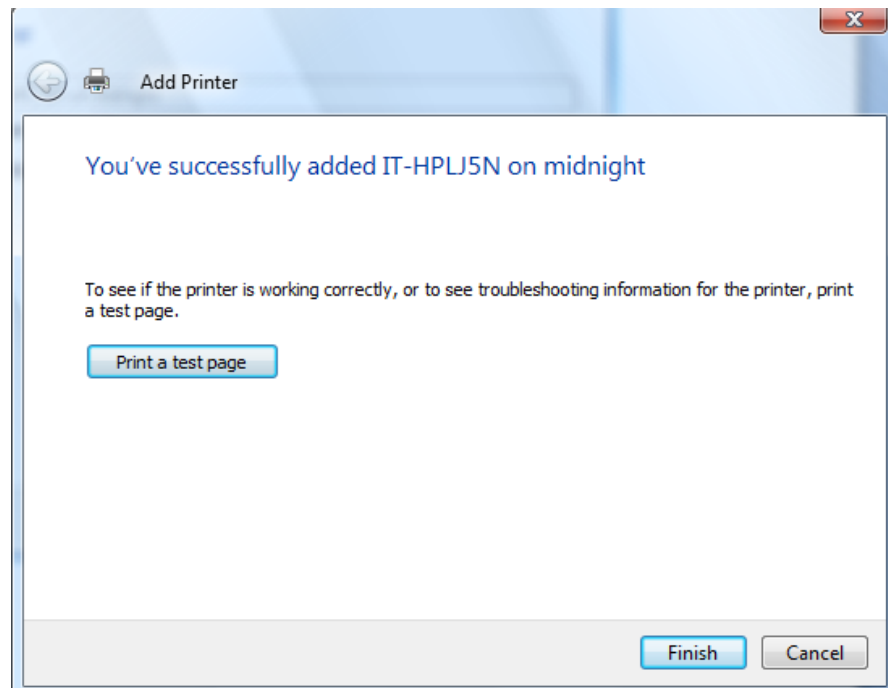 Add Printer
You've successfully added IT-HPLJ5N on midnight
To see if the printer is working correctly, or to see troubleshooting information for the printer, print
a test page.
Print a test page
Finish Cancel